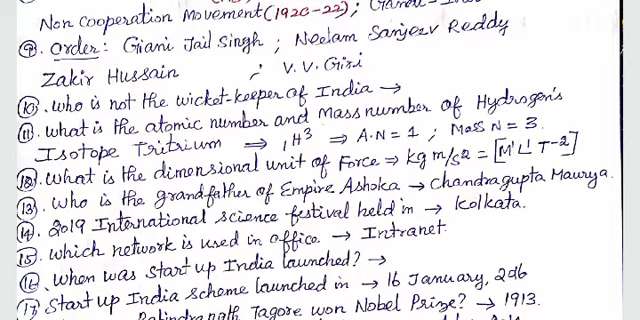 Non Cooperation Movement (1920-22);
9. Order: Giani Jail Singh ; Neelam Sanjeev Reddy
Zakir Hussain ; V.V. Giri
10. who is not the wicket-keeper of India →
11. what is the atomic number and Mass number of Hydrogen's
Isotope Tritrium ⇒ 1H3 ⇒ A.N = 1 ; Mass N = 3.
12. What is the dimensional unit of Force ⇒ kg m/s2 = [M'L' T-2]
13. Who is the grandfather of Empire Ashoka → Chandragupta Maurya.
14. 2019 International science festival held in → Kolkata.
15. which network is used in office. → Intranet.
16. When was start up India launched? →
17. Start up India scheme launched in → 16 January, 2016
Rabindranath Tagore won Nobel Prize? → 1913.